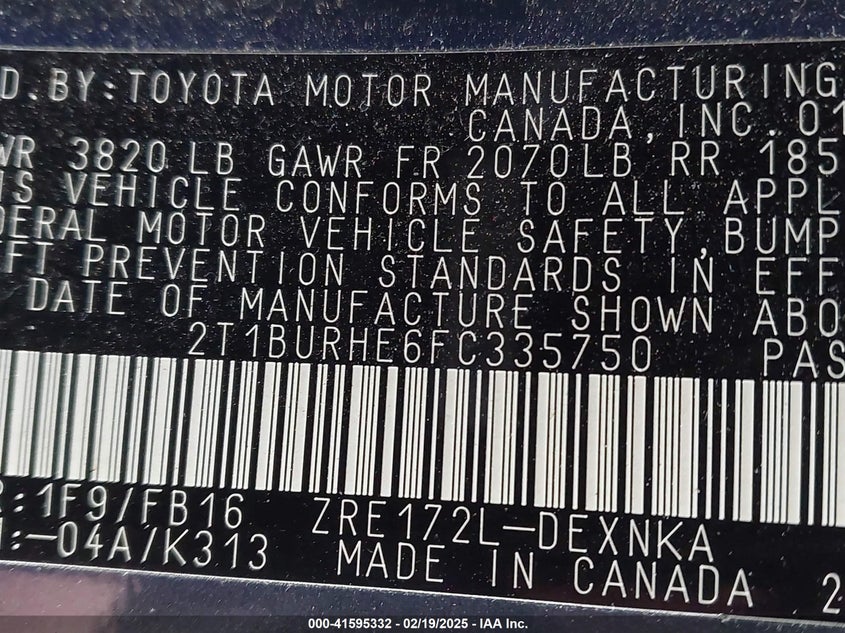 D.BY:TOYOTA MOTOR MANUFACTURING
CANADA,INC.01
WR 3820LB GAWR FR 2070LB RR 185
IS VEHICLE CONFORMS TO ALL APPL
DERAL MOTOR VEHICLE SAFETY,BUMP
FT PREVENTION STANDARDS IN EFF
DATE OF MANUFACTURE SHOWN ABO
2T1BURHE6FC335750 PAS
R:1F9/FB16 ZRE172L-DEXNKA
:-04A/K313 MADE IN CANADA 2
000-41595332 - 02/19/2025 - IAA Inc.